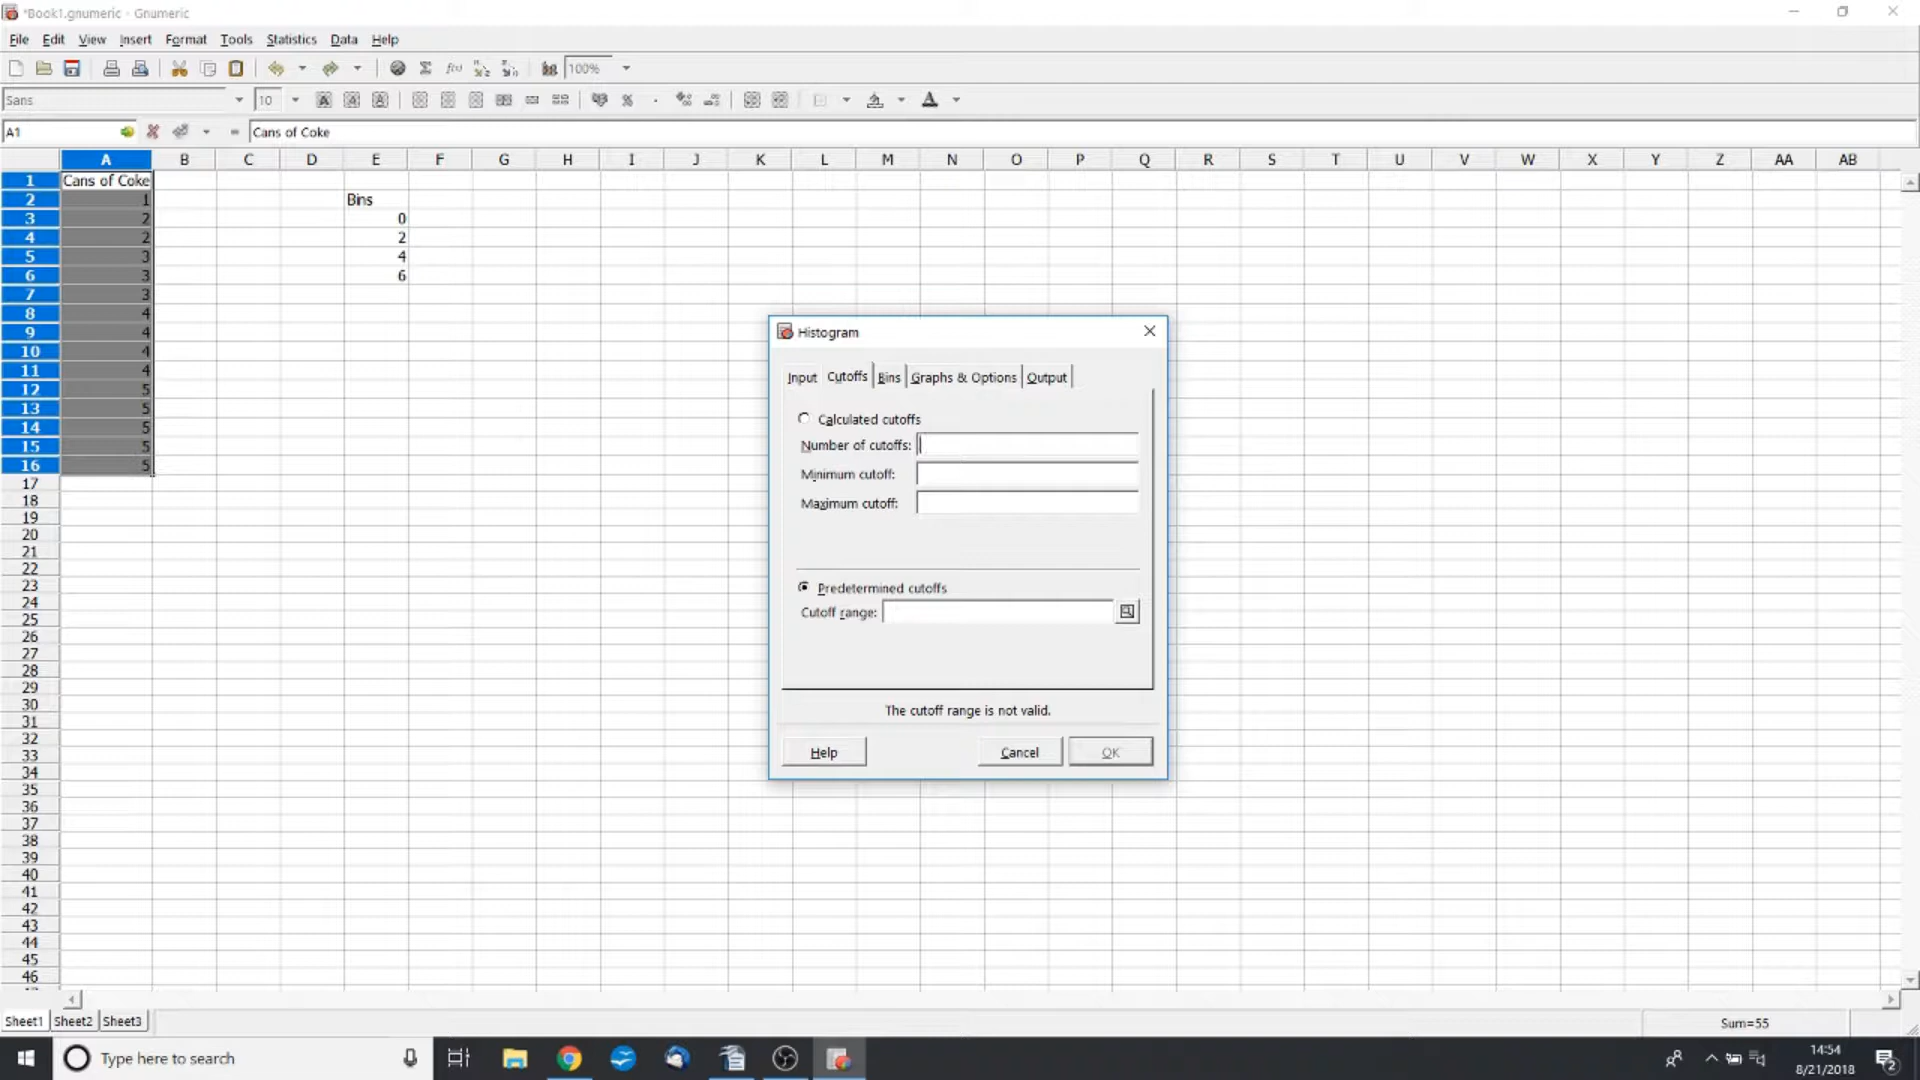 *Book1.gnumeric - Gnumeric
File Edit View Insert Format Tools Statistics Data Help
100%
Sans 10
A1 = Cans of Coke
A B C D E F G H I J K L M N O P Q R S T U V W X Y Z AA AB
1 Cans of Coke
2 1 Bins
3 2 0
4 2 2
5 3 4
6 3 6
7 3
8 4
9 4
10 4
11 4
12 5
13 5
14 5
15 5
16 5
17
18
19
20
21
22
23
24
25
26
27
28
29
30
31
32
33
34
35
36
37
38
39
40
41
42
43
44
45
46
Histogram
Input Cutoffs Bins Graphs & Options Output
Calculated cutoffs
Number of cutoffs:
Minimum cutoff:
Maximum cutoff:
Predetermined cutoffs
Cutoff range:
The cutoff range is not valid.
Help Cancel OK
Sheet1 Sheet2 Sheet3
Sum=55
Type here to search
14:54
8/21/2018
2